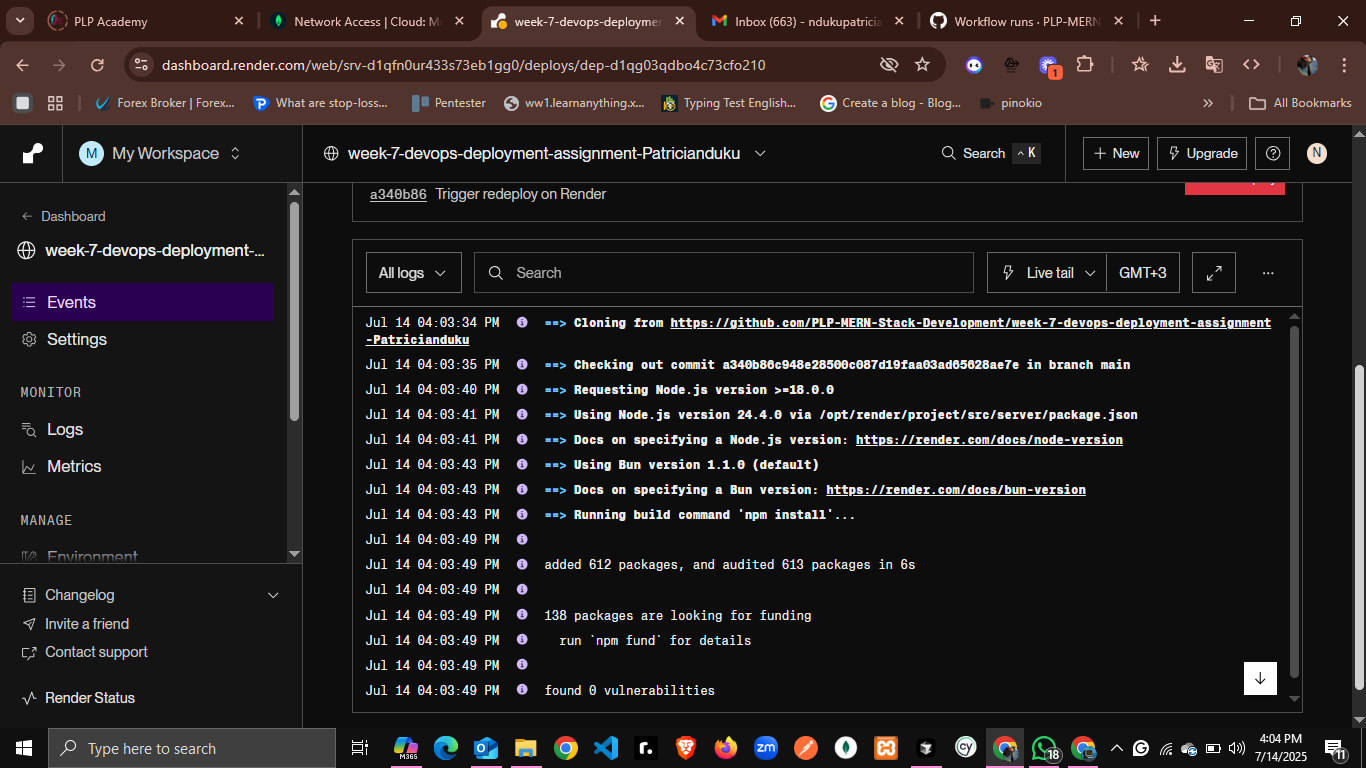 PLP Academy
Network Access | Cloud: M
week-7-devops-deployme
Inbox (663) - ndukupatricia
Workflow runs · PLP-MERN
dashboard.render.com/web/srv-d1qfn0ur433s73eb1gg0/deploys/dep-d1qg03qdbo4c73cfo210
1
Forex Broker | Forex...
What are stop-loss...
Pentester
ww1.learnanything.x...
Typing Test English...
Create a blog - Blog...
pinokio
»
All Bookmarks
M My Workspace
week-7-devops-deployment-assignment-Patricianduku
Search ^ K
+ New
Upgrade
N
← Dashboard
week-7-devops-deployment-...
Events
Settings
MONITOR
Logs
Metrics
MANAGE
Environment
Changelog
Invite a friend
Contact support
Render Status
a340b86 Trigger redeploy on Render
All logs
Search
Live tail
GMT+3
...
Jul 14 04:03:34 PM ==> Cloning from https://github.com/PLP-MERN-Stack-Development/week-7-devops-deployment-assignment
-Patricianduku
Jul 14 04:03:35 PM ==> Checking out commit a340b86c948e28500c087d19faa03ad65628ae7e in branch main
Jul 14 04:03:40 PM ==> Requesting Node.js version >=18.0.0
Jul 14 04:03:41 PM ==> Using Node.js version 24.4.0 via /opt/render/project/src/server/package.json
Jul 14 04:03:41 PM ==> Docs on specifying a Node.js version: https://render.com/docs/node-version
Jul 14 04:03:43 PM ==> Using Bun version 1.1.0 (default)
Jul 14 04:03:43 PM ==> Docs on specifying a Bun version: https://render.com/docs/bun-version
Jul 14 04:03:43 PM ==> Running build command 'npm install'...
Jul 14 04:03:49 PM
Jul 14 04:03:49 PM added 612 packages, and audited 613 packages in 6s
Jul 14 04:03:49 PM
Jul 14 04:03:49 PM 138 packages are looking for funding
Jul 14 04:03:49 PM run `npm fund` for details
Jul 14 04:03:49 PM
Jul 14 04:03:49 PM found 0 vulnerabilities
Type here to search
M365
18
4:04 PM
7/14/2025
11